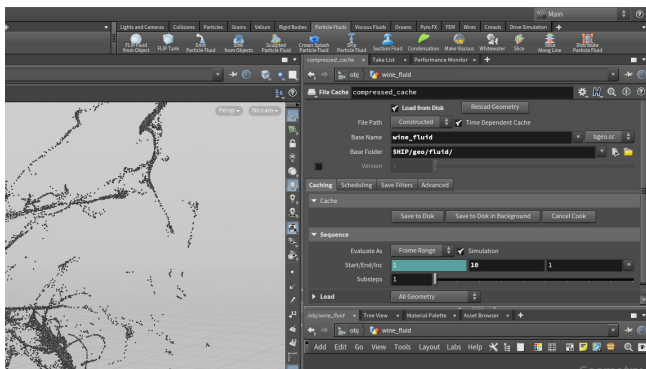 Main
Lights and Cameras Collisions Particles Grains Vellum Rigid Bodies Particle Fluids Viscous Fluids Oceans Pyro FX FEM Wires Crowds Drive Simulation +
FLIP Fluid from Object FLIP Tank Emit Particle Fluid Sink from Objects Sculpted Particle Fluid Crown Splash Particle Fluid Drip Particle Fluid Suction Fluid Condensation Make Viscous Whitewater Slice Slice Along Line Distribute Particle Fluid
compressed_cache × Take List × Performance Monitor × +
obj wine_fluid
File Cache compressed_cache
Persp No cam
Load from Disk Reload Geometry
File Path Constructed Time Dependent Cache
Base Name wine_fluid bgeo.sc
Base Folder $HIP/geo/fluid/
Version 1
Caching Scheduling Save Filters Advanced
Cache
Save to Disk Save to Disk in Background Cancel Cook
Sequence
Evaluate As Frame Range Simulation
Start/End/Inc 1 10 1
Substeps 1
Load All Geometry
/obj/wine_fluid × Tree View × Material Palette × Asset Browser × +
obj wine_fluid
Add Edit Go View Tools Layout Labs Help